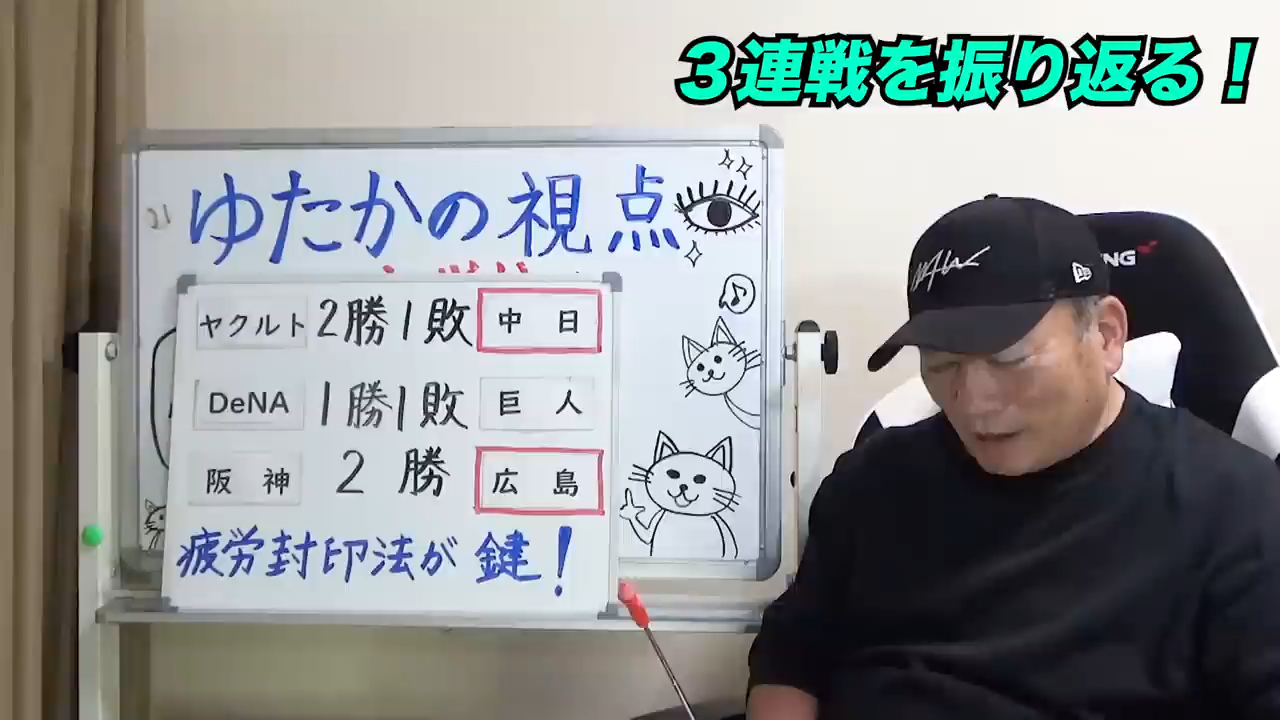 ３連戦を振り返る！
ゆたかの視点
ヤクルト 2勝1敗 中日
DeNA 1勝1敗 巨人
阪神 2勝 広島
疲労封印法が鍵！